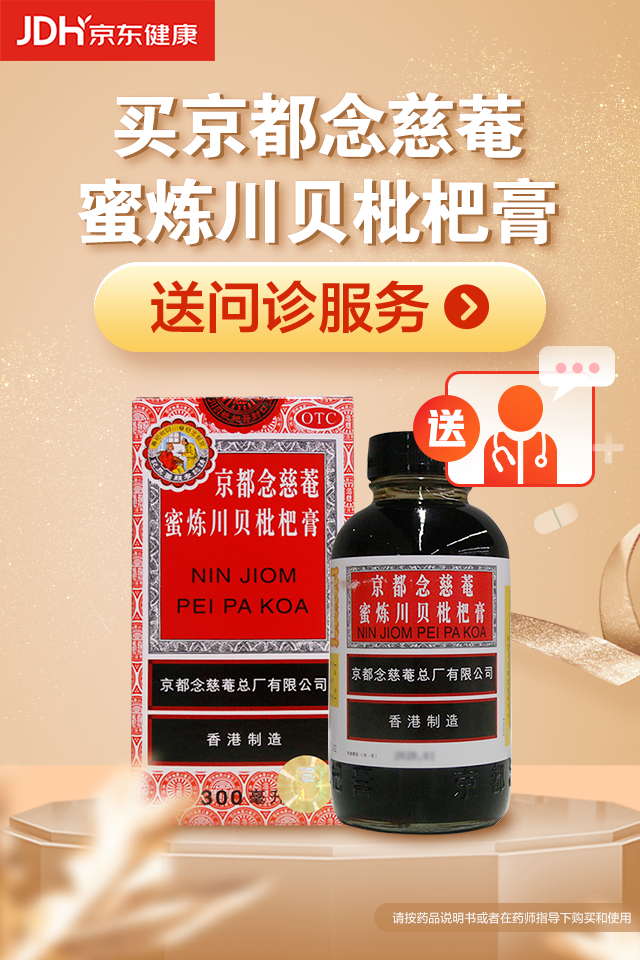 JDH 京东健康
买京都念慈菴
蜜炼川贝枇杷膏
送问诊服务
送
OTC
京都念慈菴
蜜炼川贝枇杷膏
NIN JIOM
PEI PA KOA
京都念慈菴总厂有限公司
香港制造
300毫升
京都念慈菴
蜜炼川贝枇杷膏
NIN JIOM PEI PA KOA
京都念慈菴总厂有限公司
香港制造
请按药品说明书或者在药师指导下购买和使用